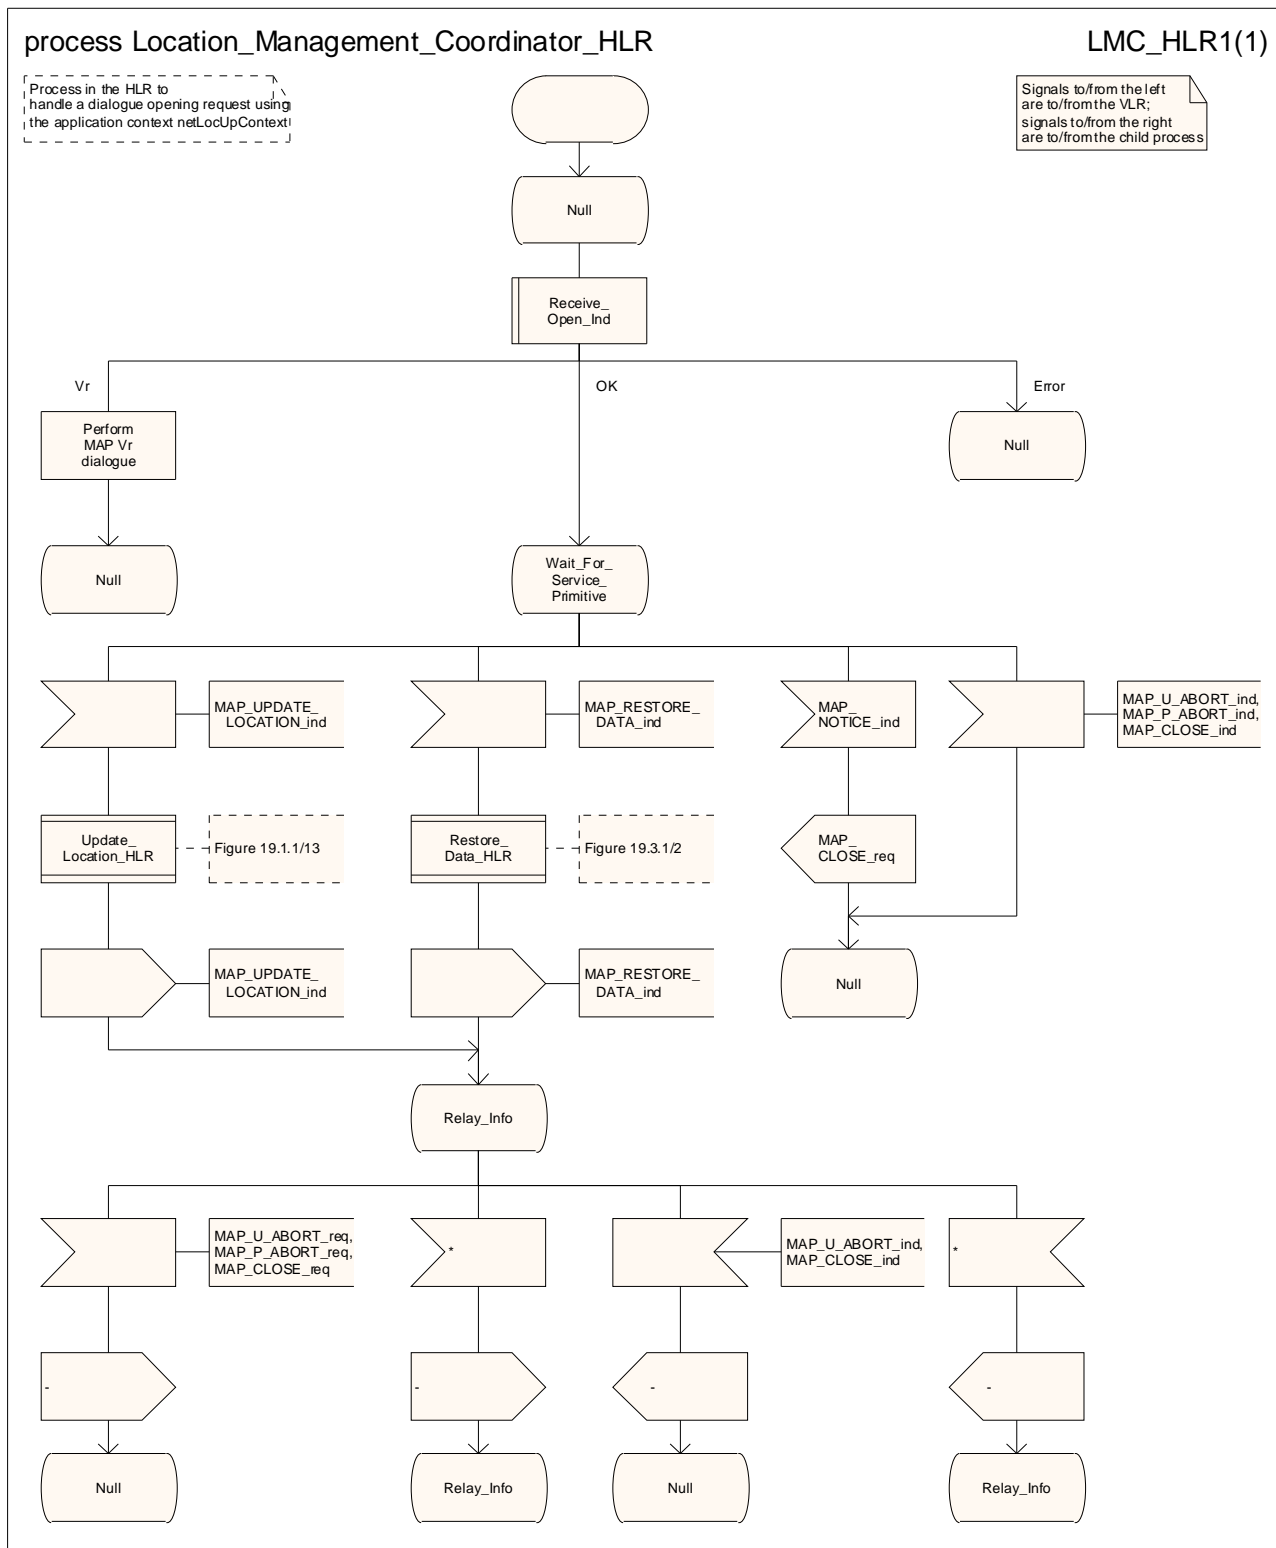 process Location_Management_Coordinator_HLR
LMC_HLR1(1)
Process in the HLR to
handle a dialogue opening request using
the application context netLocUpContext
Signals to/from the left
are to/from the VLR;
signals to/from the right
are to/from the child process
Null
Receive_
Open_Ind
Vr
OK
Error
Perform
MAP Vr
dialogue
Null
Null
Wait_For_
Service_
Primitive
Null
MAP_UPDATE_
LOCATION_ind
MAP_RESTORE_
DATA_ind
MAP_
NOTICE_ind
MAP_U_ABORT_ind,
MAP_P_ABORT_ind,
MAP_CLOSE_ind
Update_
Location_HLR
Figure 19.1.1/13
Restore_
Data_HLR
Figure 19.3.1/2
MAP_
CLOSE_req
MAP_UPDATE_
LOCATION_ind
MAP_RESTORE_
DATA_ind
Null
Relay_Info
MAP_U_ABORT_req,
MAP_P_ABORT_req,
MAP_CLOSE_req
*
MAP_U_ABORT_ind,
MAP_CLOSE_ind
*
-
-
-
-
Null
Relay_Info
Null
Relay_Info